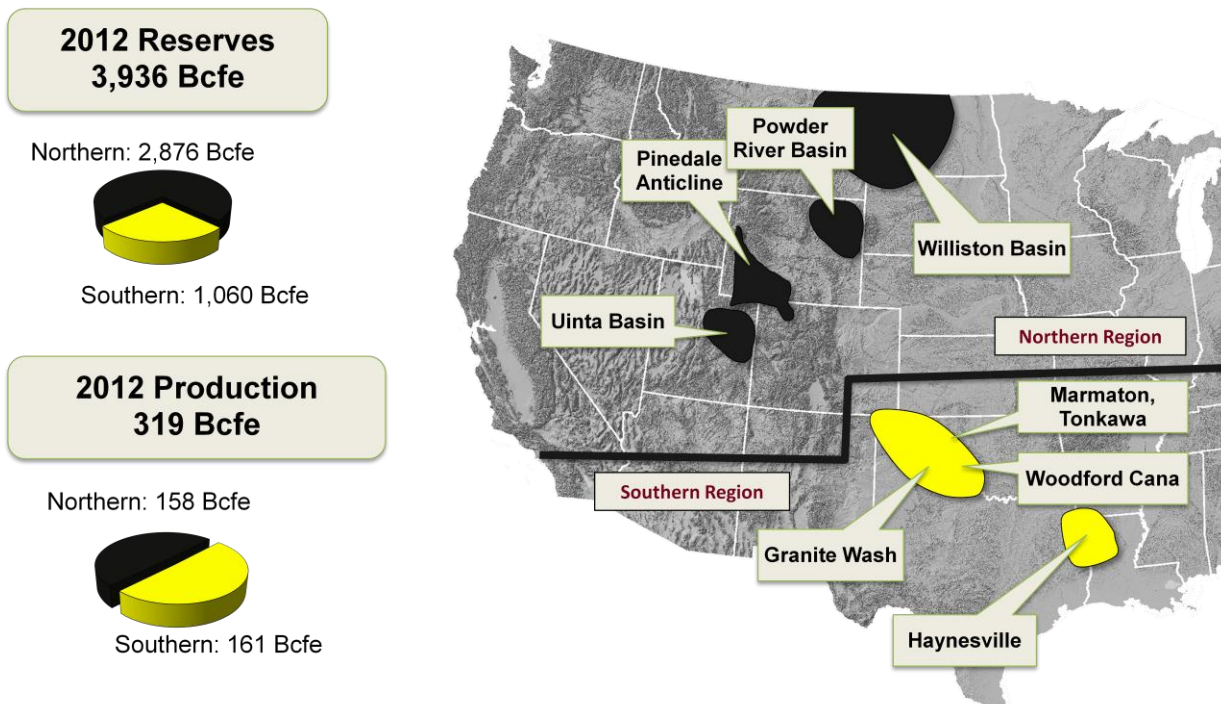 2012 Reserves
3,936 Bcfe
Northern: 2,876 Bcfe
Southern: 1,060 Bcfe
2012 Production
319 Bcfe
Northern: 158 Bcfe
Southern: 161 Bcfe
Powder
River Basin
Pinedale
Anticline
Williston Basin
Uinta Basin
Northern Region
Marmaton,
Tonkawa
Southern Region
Woodford Cana
Granite Wash
Haynesville